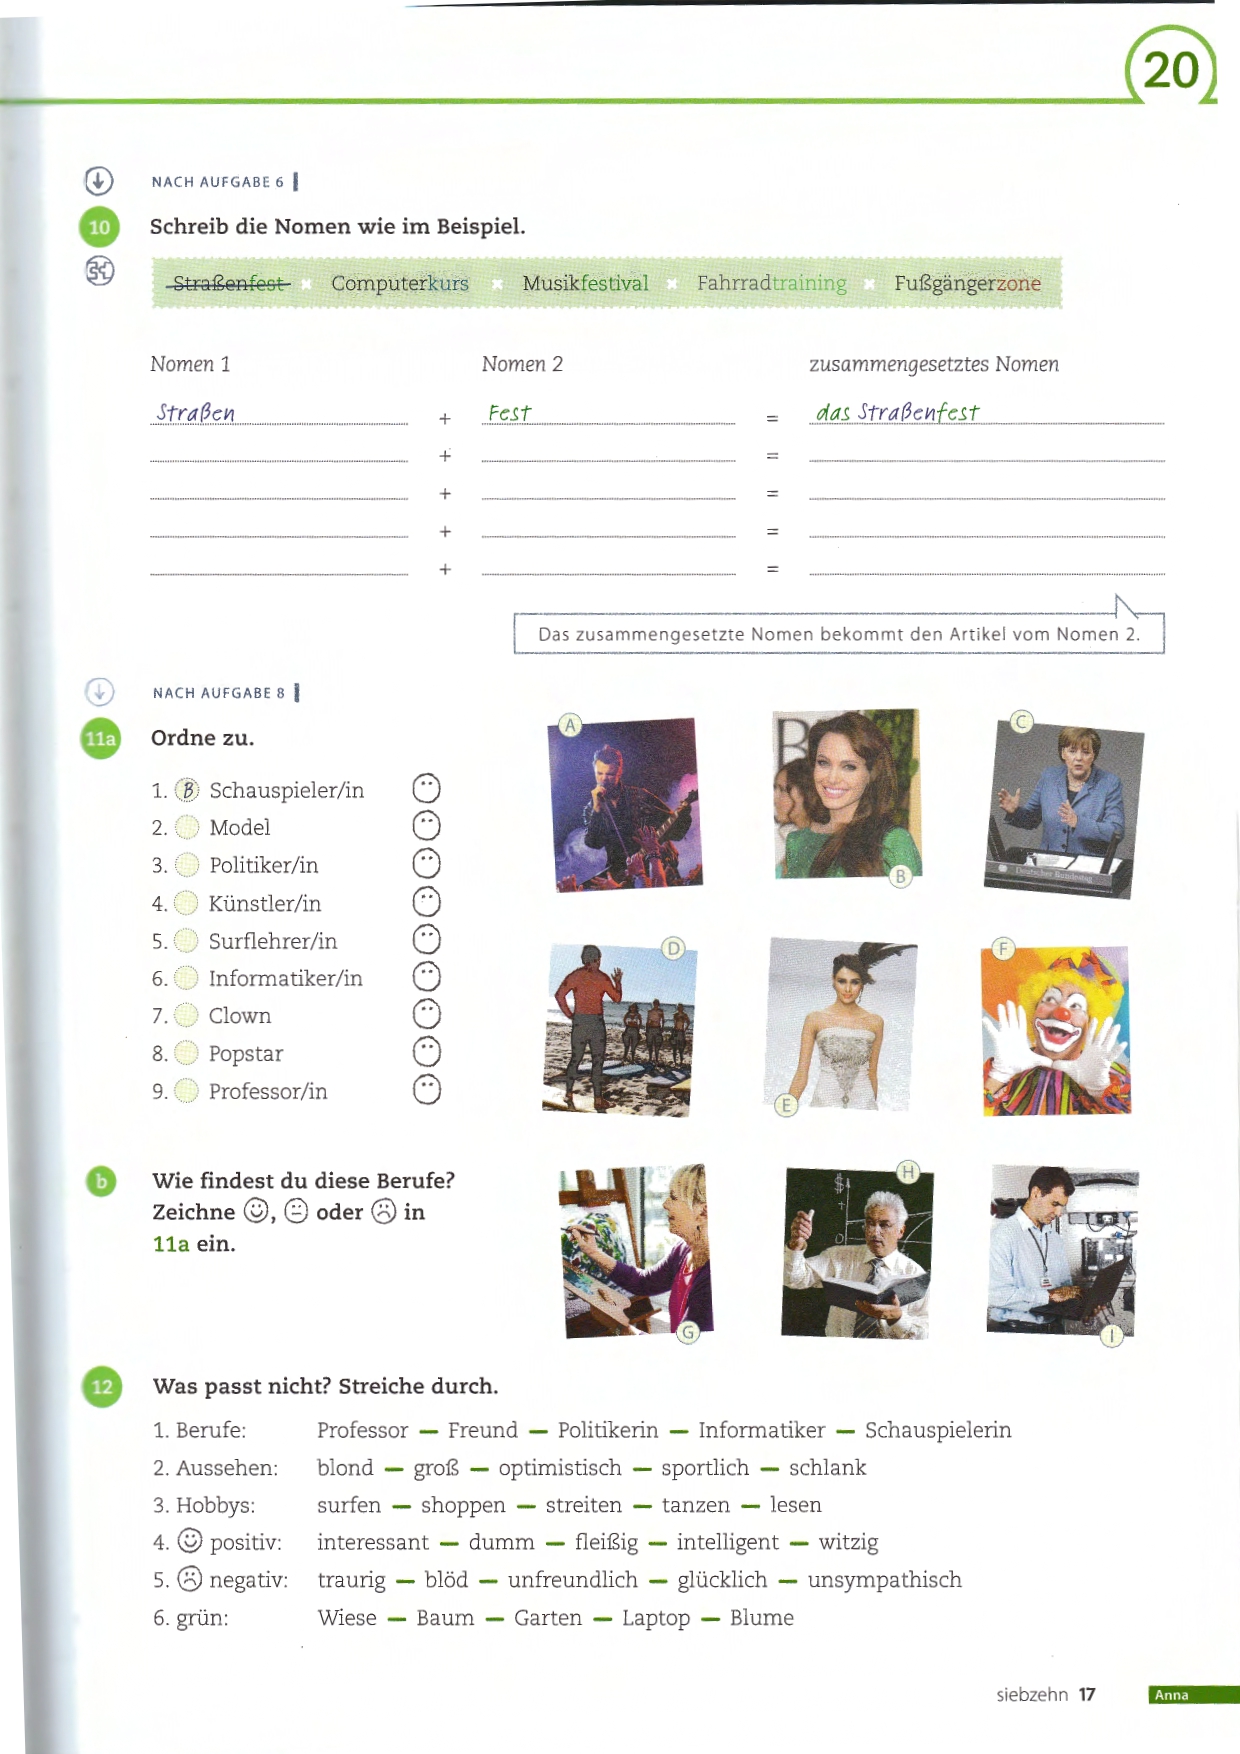 20
NACH AUFGABE 6
10 Schreib die Nomen wie im Beispiel.
Straßenfest × Computerkurs × Musikfestival × Fahrradtraining × Fußgängerzone
Nomen 1 Nomen 2 zusammengesetztes Nomen
Straßen + Fest = das Straßenfest
+ =
+ =
+ =
+ =
Das zusammengesetzte Nomen bekommt den Artikel vom Nomen 2.
NACH AUFGABE 8
11a Ordne zu.
1. B Schauspieler/in
2. Model
3. Politiker/in
4. Künstler/in
5. Surflehrer/in
6. Informatiker/in
7. Clown
8. Popstar
9. Professor/in
A
B
C
Deutscher Bundestag
D
E
F
G
H
I
b Wie findest du diese Berufe?
Zeichne ☺, 😐 oder ☹ in
11a ein.
12 Was passt nicht? Streiche durch.
1. Berufe: Professor – Freund – Politikerin – Informatiker – Schauspielerin
2. Aussehen: blond – groß – optimistisch – sportlich – schlank
3. Hobbys: surfen – shoppen – streiten – tanzen – lesen
4. ☺ positiv: interessant – dumm – fleißig – intelligent – witzig
5. ☹ negativ: traurig – blöd – unfreundlich – glücklich – unsympathisch
6. grün: Wiese – Baum – Garten – Laptop – Blume
siebzehn 17 Anna